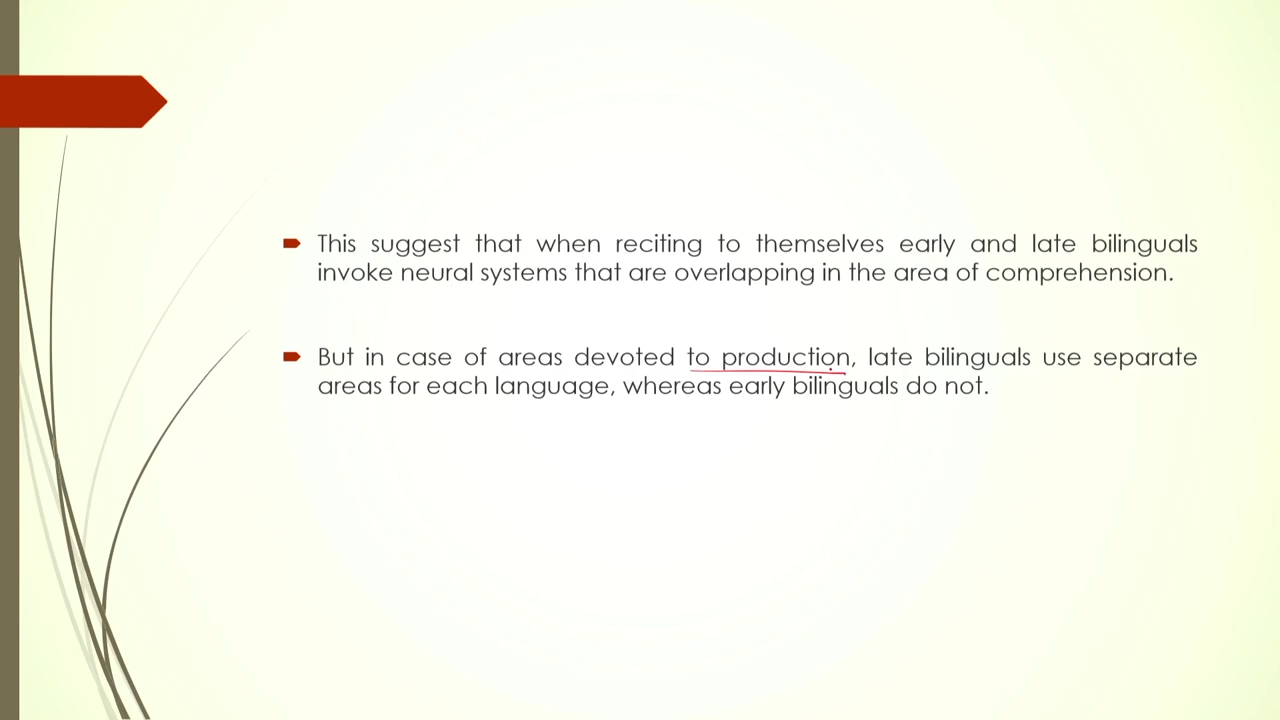 This suggest that when reciting to themselves early and late bilinguals
invoke neural systems that are overlapping in the area of comprehension.
But in case of areas devoted to production, late bilinguals use separate
areas for each language, whereas early bilinguals do not.